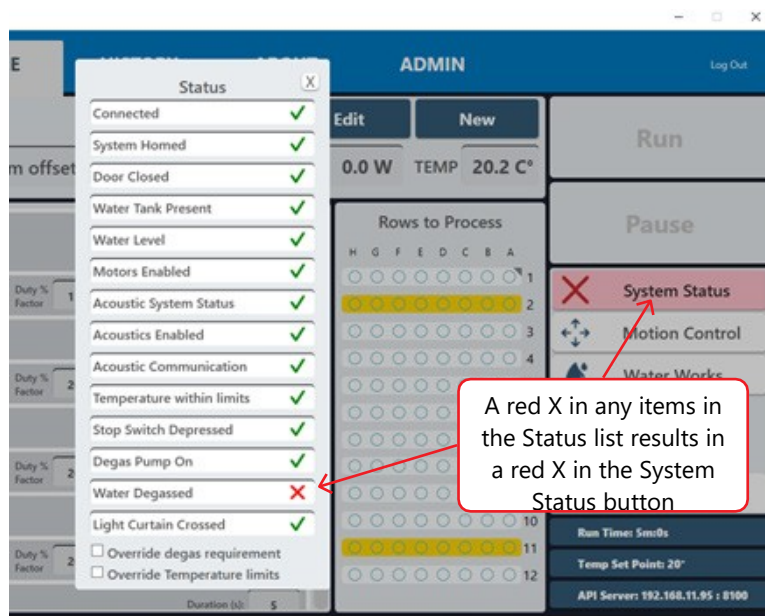 E
ADMIN
Log Out
Status
X
Connected
System Homed
Door Closed
Water Tank Present
Water Level
Motors Enabled
Acoustic System Status
Acoustics Enabled
Acoustic Communication
Temperature within limits
Stop Switch Depressed
Degas Pump On
Water Degassed
Light Curtain Crossed
Override degas requirement
Override Temperature limits
Duration (s): 5
m offset
Duty % 1
Factor
Duty % 2
Factor
Duty % 2
Factor
Duty % 2
Factor
Edit New
0.0 W TEMP 20.2 C°
Rows to Process
H G F E D C B A
1
2
3
4
10
11
12
Run
Pause
System Status
Motion Control
Water Works
A red X in any items in
the Status list results in
a red X in the System
Status button
Run Time: 5m:0s
Temp Set Point: 20°
API Server: 192.168.11.95 : 8100